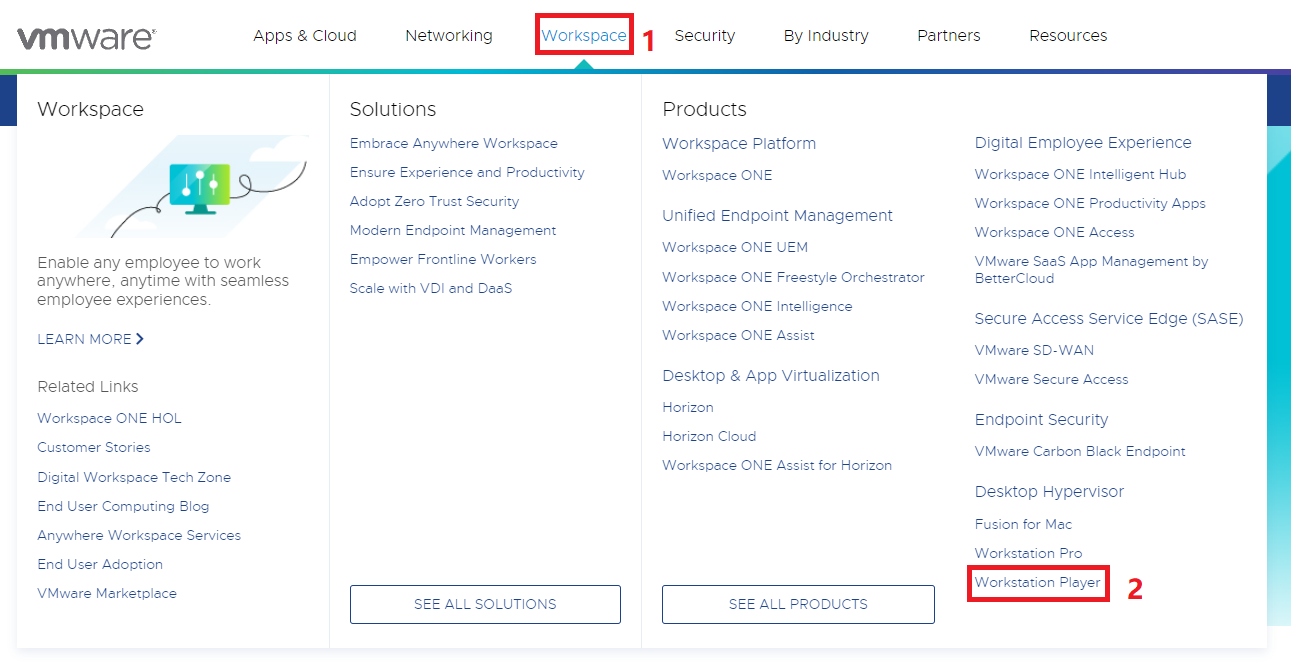 vmware®
Apps & Cloud
Networking
Workspace
1
Security
By Industry
Partners
Resources
Workspace
Enable any employee to work
anywhere, anytime with seamless
employee experiences.
LEARN MORE
Related Links
Workspace ONE HOL
Customer Stories
Digital Workspace Tech Zone
End User Computing Blog
Anywhere Workspace Services
End User Adoption
VMware Marketplace
Solutions
Embrace Anywhere Workspace
Ensure Experience and Productivity
Adopt Zero Trust Security
Modern Endpoint Management
Empower Frontline Workers
Scale with VDI and DaaS
SEE ALL SOLUTIONS
Products
Workspace Platform
Workspace ONE
Unified Endpoint Management
Workspace ONE UEM
Workspace ONE Freestyle Orchestrator
Workspace ONE Intelligence
Workspace ONE Assist
Desktop & App Virtualization
Horizon
Horizon Cloud
Workspace ONE Assist for Horizon
SEE ALL PRODUCTS
Digital Employee Experience
Workspace ONE Intelligent Hub
Workspace ONE Productivity Apps
Workspace ONE Access
VMware SaaS App Management by
BetterCloud
Secure Access Service Edge (SASE)
VMware SD-WAN
VMware Secure Access
Endpoint Security
VMware Carbon Black Endpoint
Desktop Hypervisor
Fusion for Mac
Workstation Pro
Workstation Player
2